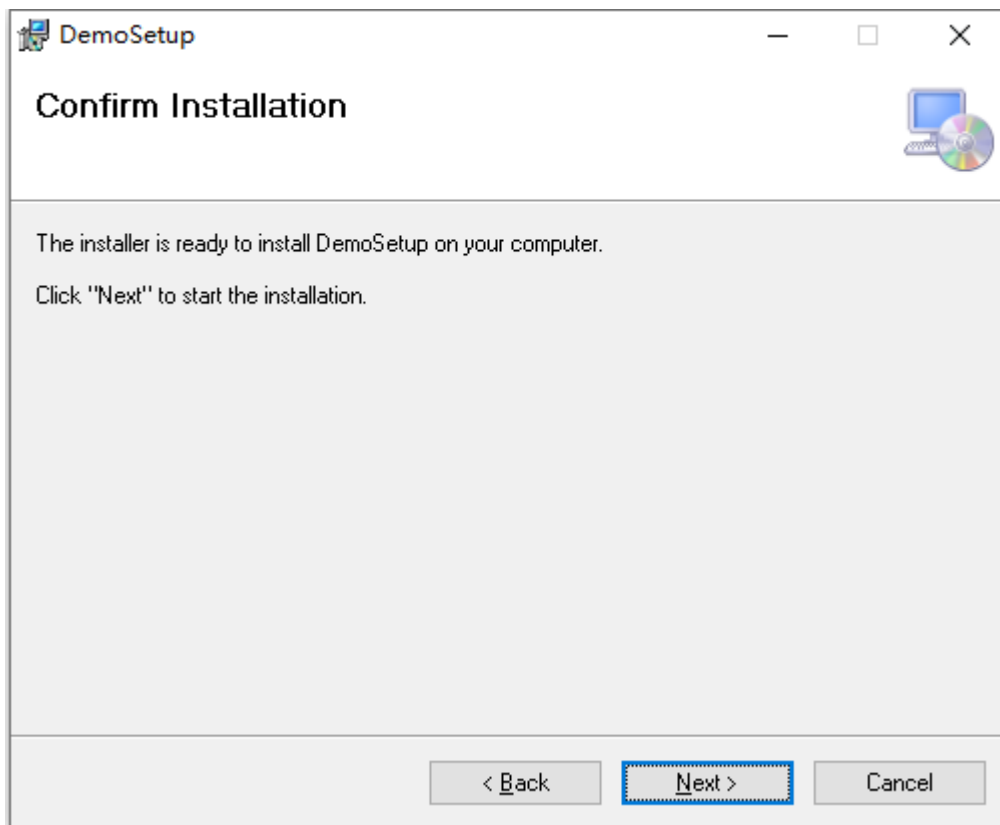 DemoSetup
Confirm Installation
The installer is ready to install DemoSetup on your computer.
Click "Next" to start the installation.
< Back
Next >
Cancel